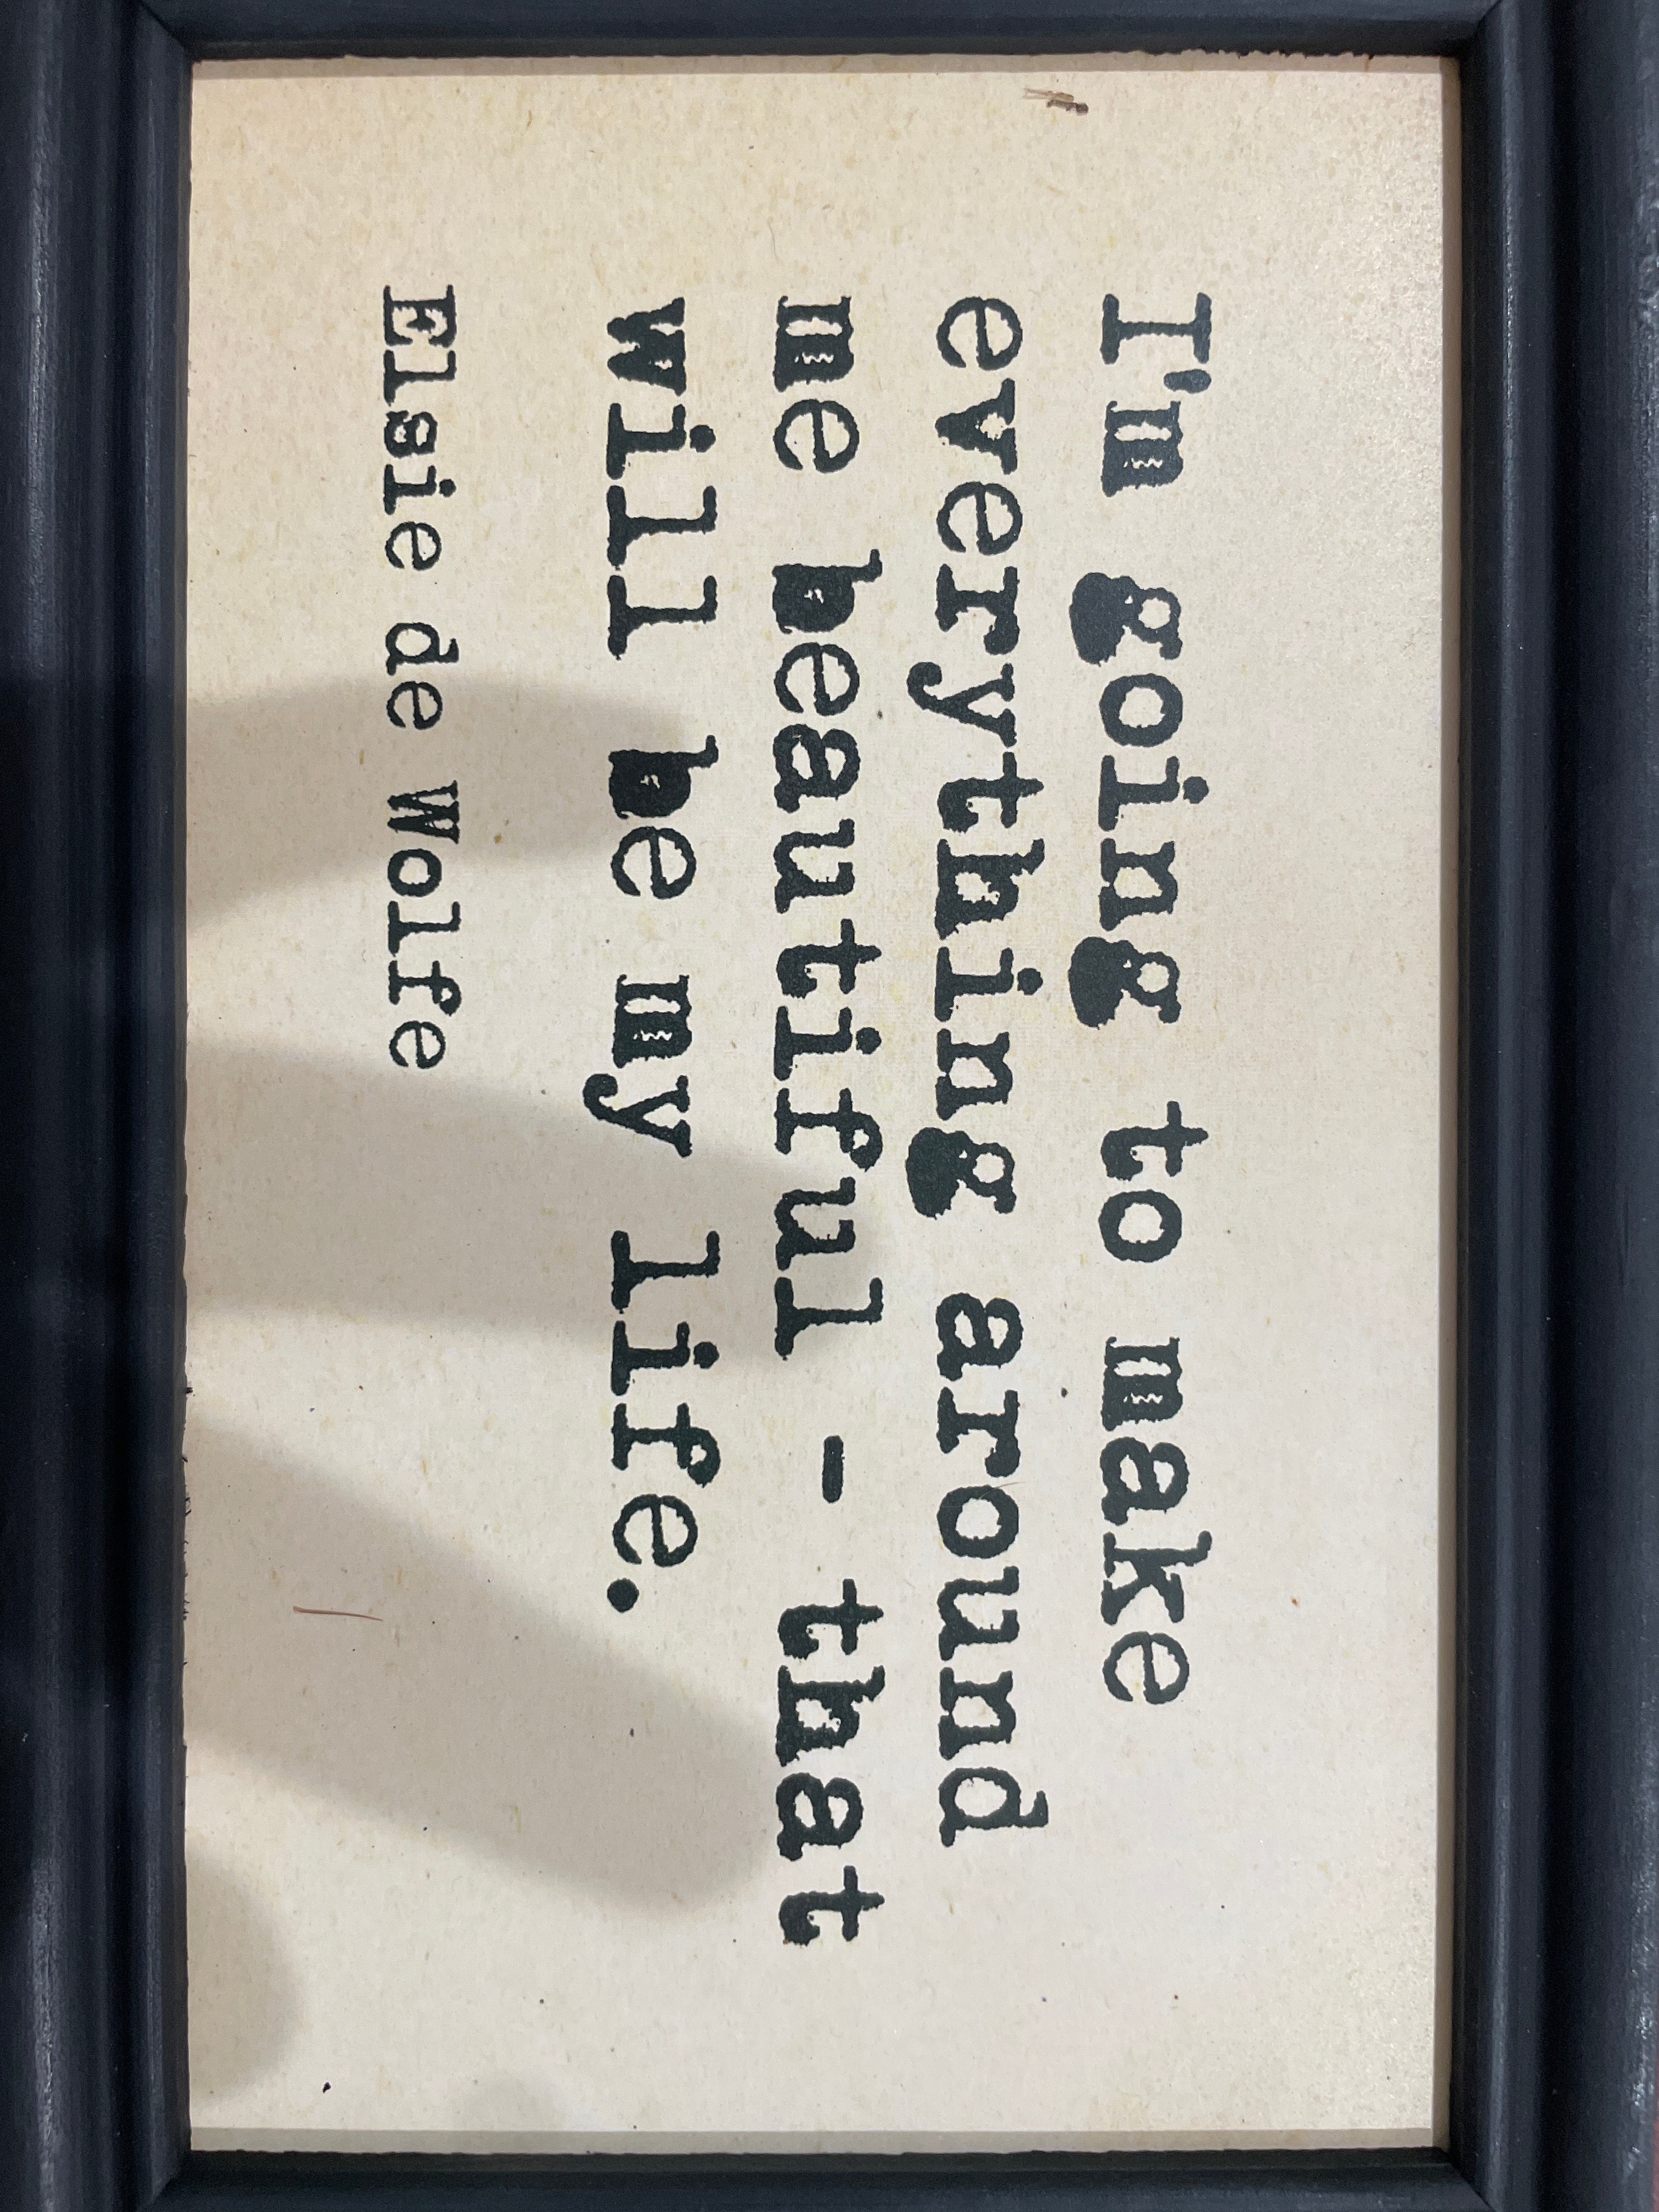 I'm going to make
everything around
me beautiful - that
will be my life.
Elsie de Wolfe